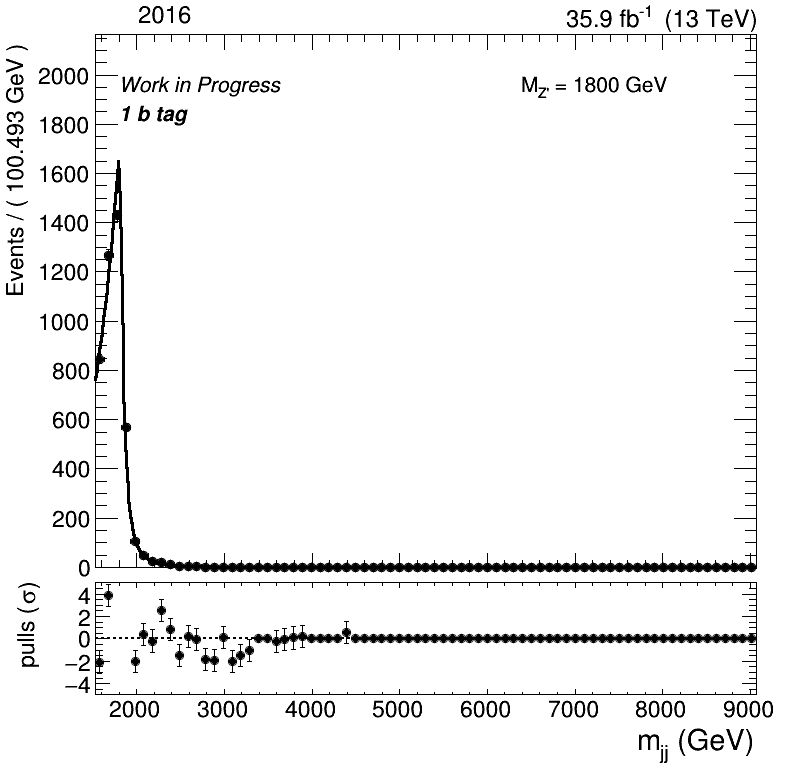 2016 35.9 fb⁻¹ (13 TeV)
Events / ( 100.493 GeV )
2000
1800
1600
1400
1200
1000
800
600
400
200
0
Work in Progress
1 b tag
M_Z' = 1800 GeV
pulls (σ)
4
2
0
−2
−4
2000 3000 4000 5000 6000 7000 8000 9000
m_jj (GeV)